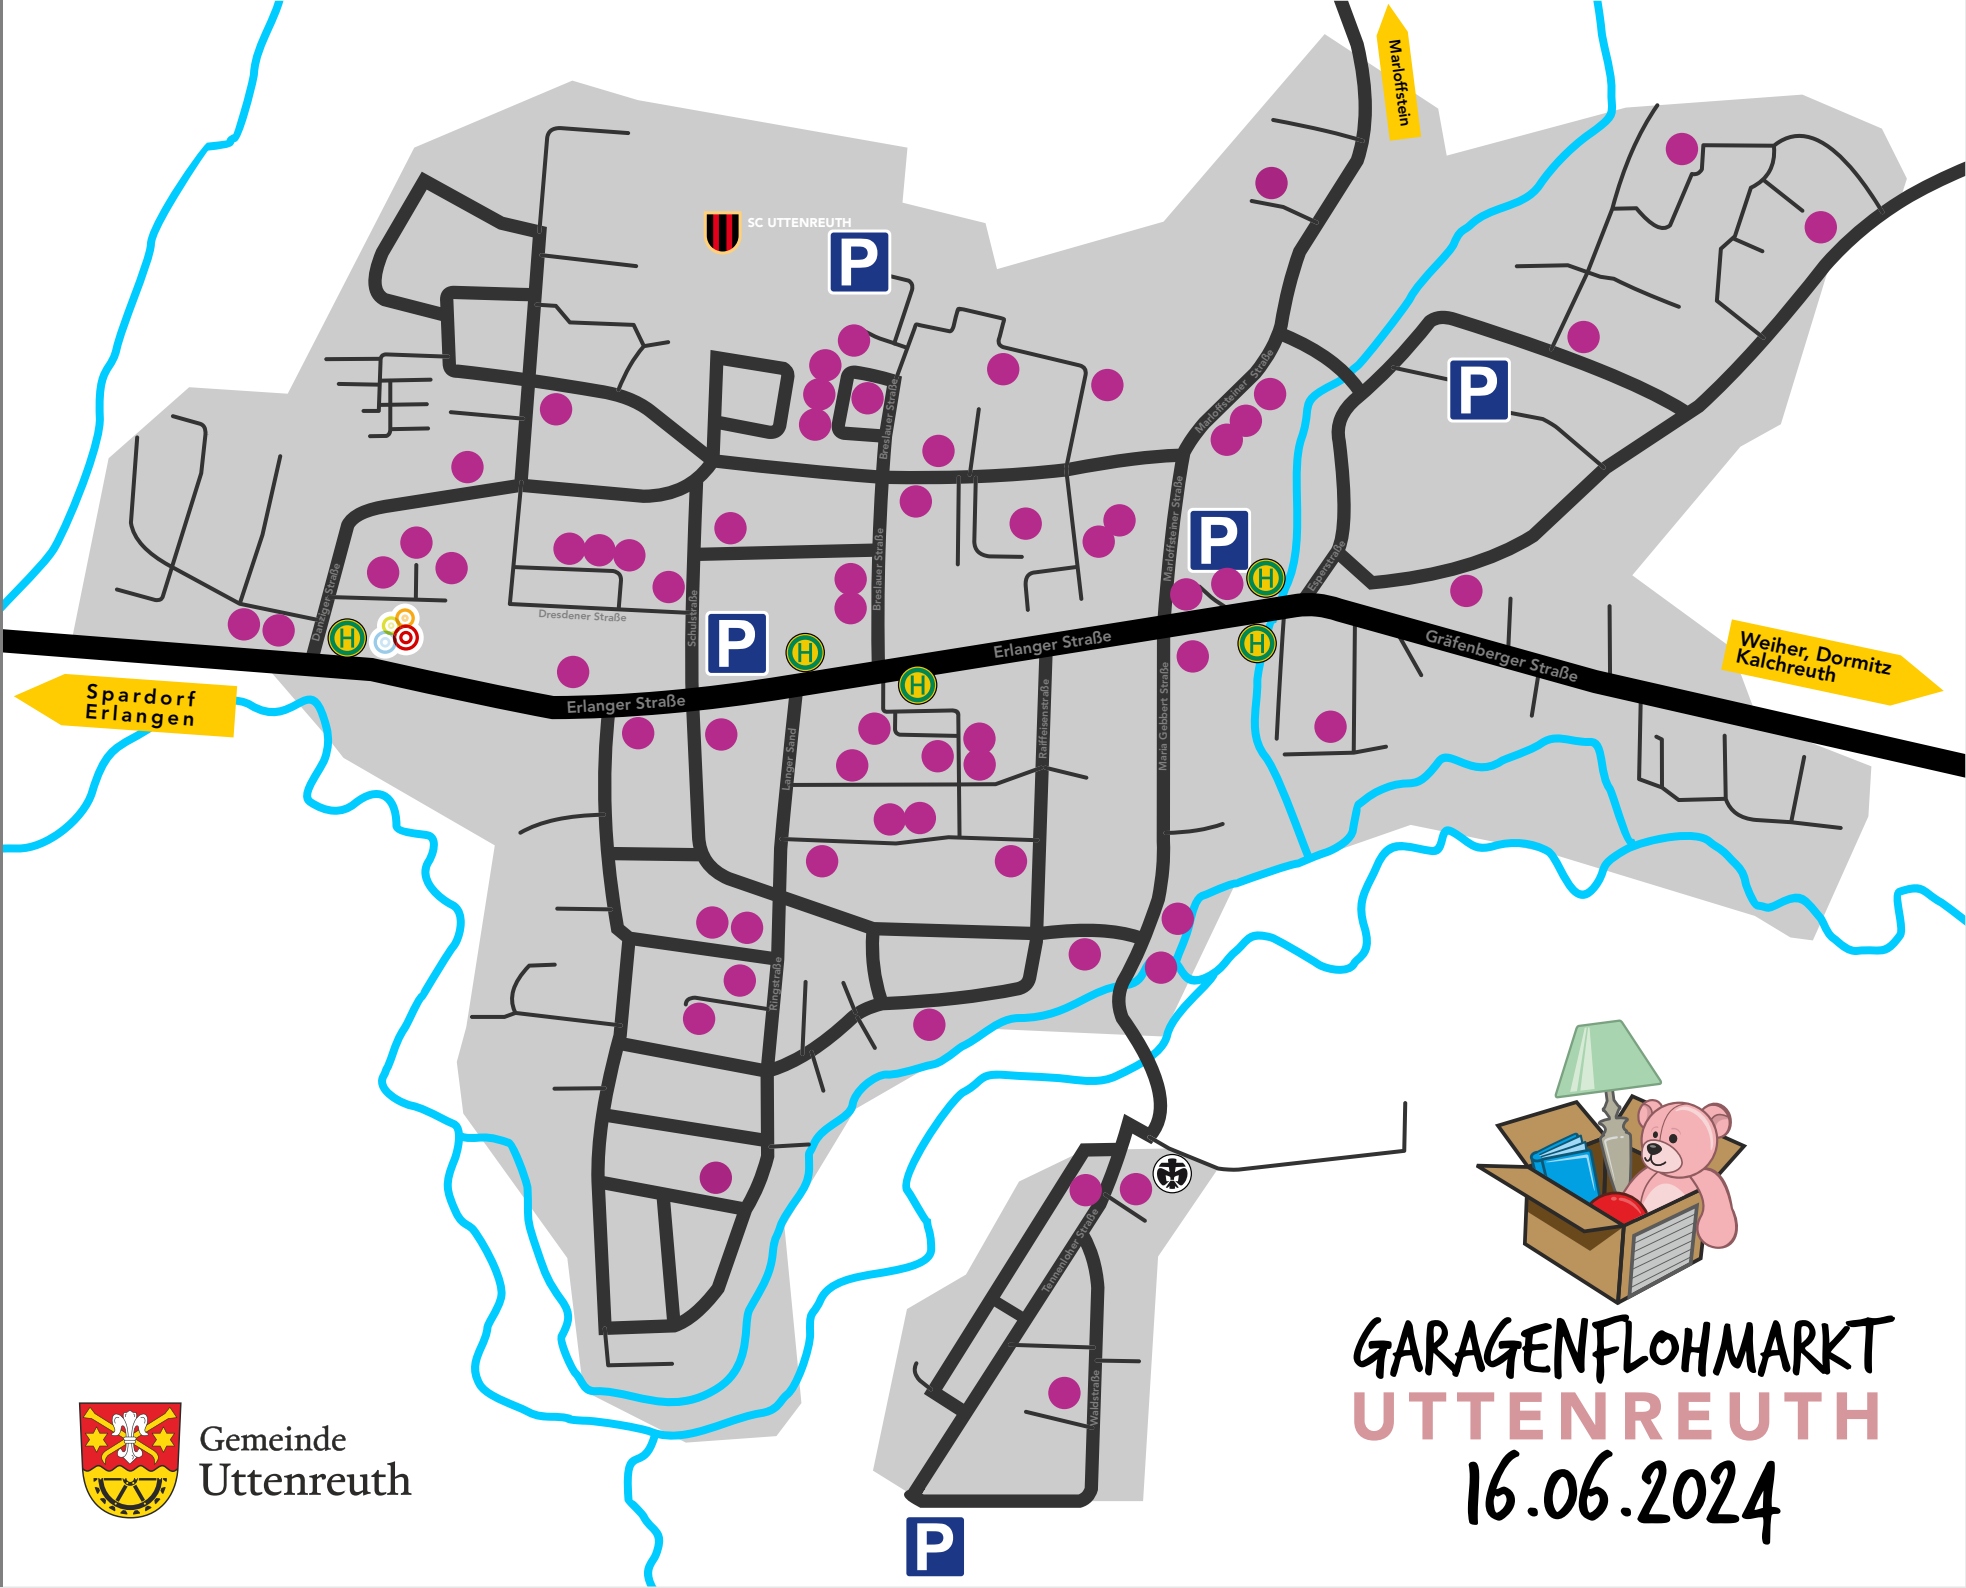 Marloffstein
SC UTTENREUTH
P
P
P
P
P
H
H
H
H
H
Marloffsteiner Straße
Breslauer Straße
Marloffsteiner Straße
Breslauer Straße
Danziger Straße
Dresdener Straße
Schulstraße
Esperstraße
Erlanger Straße
Erlanger Straße
Gräfenberger Straße
Weiher, Dormitz
Kalchreuth
Spardorf
Erlangen
Langer Sand
Raiffeisenstraße
Maria Gebbert Straße
Ringstraße
Tennenloher Straße
Waldstraße
GARAGENFLOHMARKT
UTTENREUTH
16.06.2024
Gemeinde
Uttenreuth